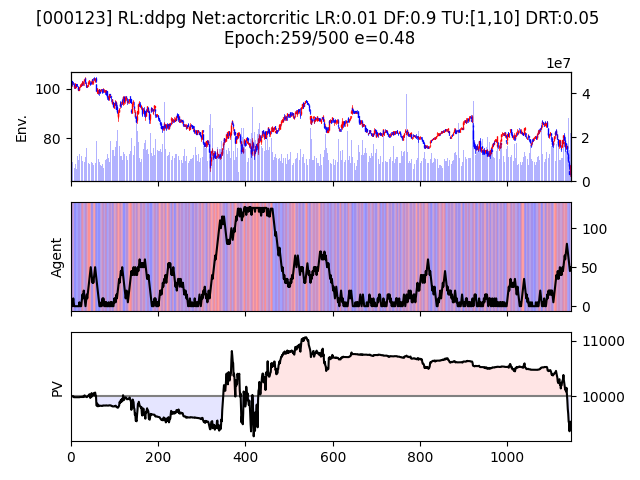 [000123] RL:ddpg Net:actorcritic LR:0.01 DF:0.9 TU:[1,10] DRT:0.05
Epoch:259/500 e=0.48
1e7
100
80
Env.
4
2
0
Agent
100
50
0
PV
11000
10000
0 200 400 600 800 1000